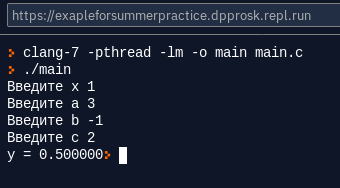 https://exapleforsummerpractice.dpprosk.repl.run
> clang-7 -pthread -lm -o main main.c
> ./main
Введите x 1
Введите a 3
Введите b -1
Введите c 2
y = 0.500000>